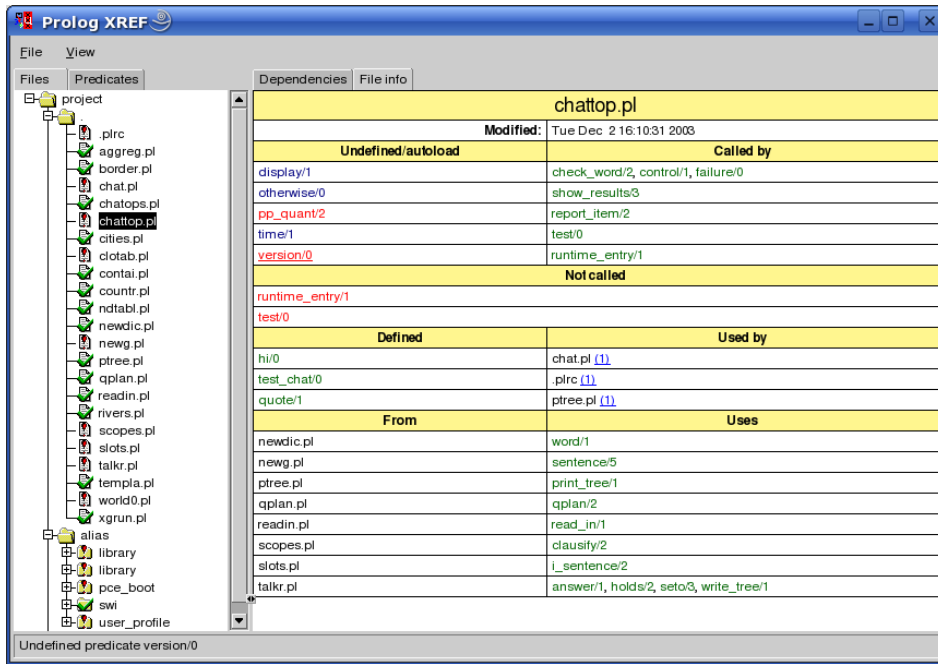 Prolog XREF
File View
Files Predicates
project
.
.plrc
aggreg.pl
border.pl
chat.pl
chatops.pl
chattop.pl
cities.pl
clotab.pl
contai.pl
countr.pl
ndtabl.pl
newdic.pl
newg.pl
ptree.pl
qplan.pl
readin.pl
rivers.pl
scopes.pl
slots.pl
talkr.pl
templa.pl
world0.pl
xgrun.pl
alias
library
library
pce_boot
swi
user_profile
Dependencies File info
chattop.pl
Modified: Tue Dec 2 16:10:31 2003
Undefined/autoload Called by
display/1 check_word/2, control/1, failure/0
otherwise/0 show_results/3
pp_quant/2 report_item/2
time/1 test/0
version/0 runtime_entry/1
Not called
runtime_entry/1
test/0
Defined Used by
hi/0 chat.pl (1)
test_chat/0 .plrc (1)
quote/1 ptree.pl (1)
From Uses
newdic.pl word/1
newg.pl sentence/5
ptree.pl print_tree/1
qplan.pl qplan/2
readin.pl read_in/1
scopes.pl clausify/2
slots.pl i_sentence/2
talkr.pl answer/1, holds/2, seto/3, write_tree/1
Undefined predicate version/0